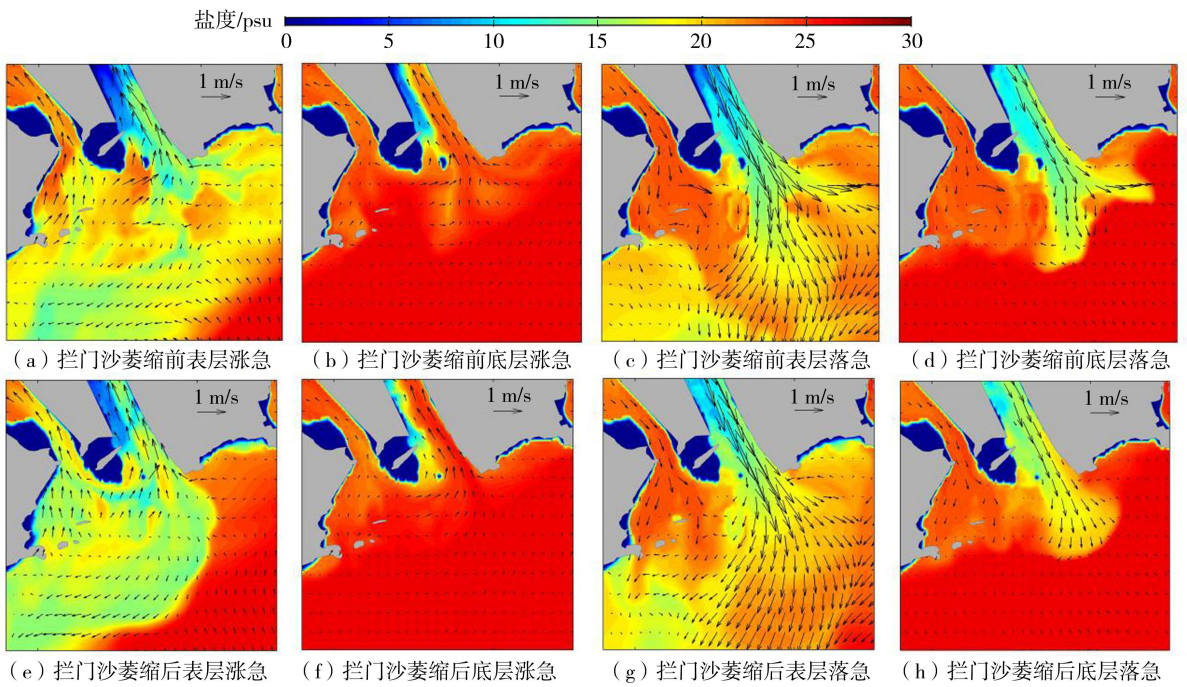 盐度/psu
0 5 10 15 20 25 30
1 m/s 1 m/s 1 m/s 1 m/s
(a)拦门沙萎缩前表层涨急 (b)拦门沙萎缩前底层涨急 (c)拦门沙萎缩前表层落急 (d)拦门沙萎缩前底层落急
1 m/s 1 m/s 1 m/s 1 m/s
(e)拦门沙萎缩后表层涨急 (f)拦门沙萎缩后底层涨急 (g)拦门沙萎缩后表层落急 (h)拦门沙萎缩后底层落急